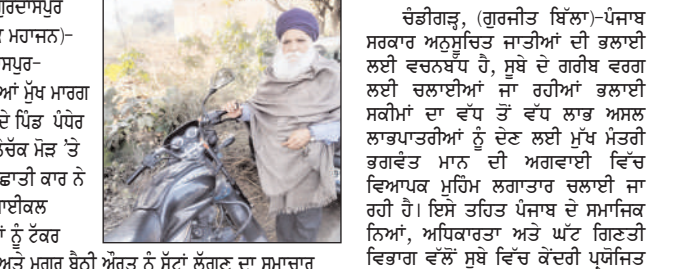 ਗੁਰਦਾਸਪੁਰ
ਮਹਾਜਨ)-
ਸਪੁਰ-
ਆਂ ਮੁੱਖ ਮਾਰਗ
ਦੇ ਪਿੰਡ ਪੰਧੇਰ
ਚੱਕ ਮੋੜ 'ਤੇ
ਛਾਤੀ ਕਾਰ ਨੇ
ਾਈਕਲ
ਨੂੰ ਟੱਕਰ
ਅਤੇ ਮਗਰ ਬੈਠੀ ਔਰਤ ਨੂੰ ਸੱਟਾਂ ਲੱਗਣ ਦਾ ਸਮਾਚਾਰ
ਚੰਡੀਗੜ੍ਹ, (ਗੁਰਜੀਤ ਬਿੱਲਾ)-ਪੰਜਾਬ
ਸਰਕਾਰ ਅਨੁਸੂਚਿਤ ਜਾਤੀਆਂ ਦੀ ਭਲਾਈ
ਲਈ ਵਚਨਬੱਧ ਹੈ, ਸੂਬੇ ਦੇ ਗਰੀਬ ਵਰਗ
ਲਈ ਚਲਾਈਆਂ ਜਾ ਰਹੀਆਂ ਭਲਾਈ
ਸਕੀਮਾਂ ਦਾ ਵੱਧ ਤੋਂ ਵੱਧ ਲਾਭ ਅਸਲ
ਲਾਭਪਾਤਰੀਆਂ ਨੂੰ ਦੇਣ ਲਈ ਮੁੱਖ ਮੰਤਰੀ
ਭਗਵੰਤ ਮਾਨ ਦੀ ਅਗਵਾਈ ਵਿੱਚ
ਵਿਆਪਕ ਮੁਹਿੰਮ ਲਗਾਤਾਰ ਚਲਾਈ ਜਾ
ਰਹੀ ਹੈ। ਇਸੇ ਤਹਿਤ ਪੰਜਾਬ ਦੇ ਸਮਾਜਿਕ
ਨਿਆਂ, ਅਧਿਕਾਰਤਾ ਅਤੇ ਘੱਟ ਗਿਣਤੀ
ਵਿਭਾਗ ਵੱਲੋਂ ਸੂਬੇ ਵਿੱਚ ਕੇਂਦਰੀ ਪ੍ਰਯੋਜਿਤ